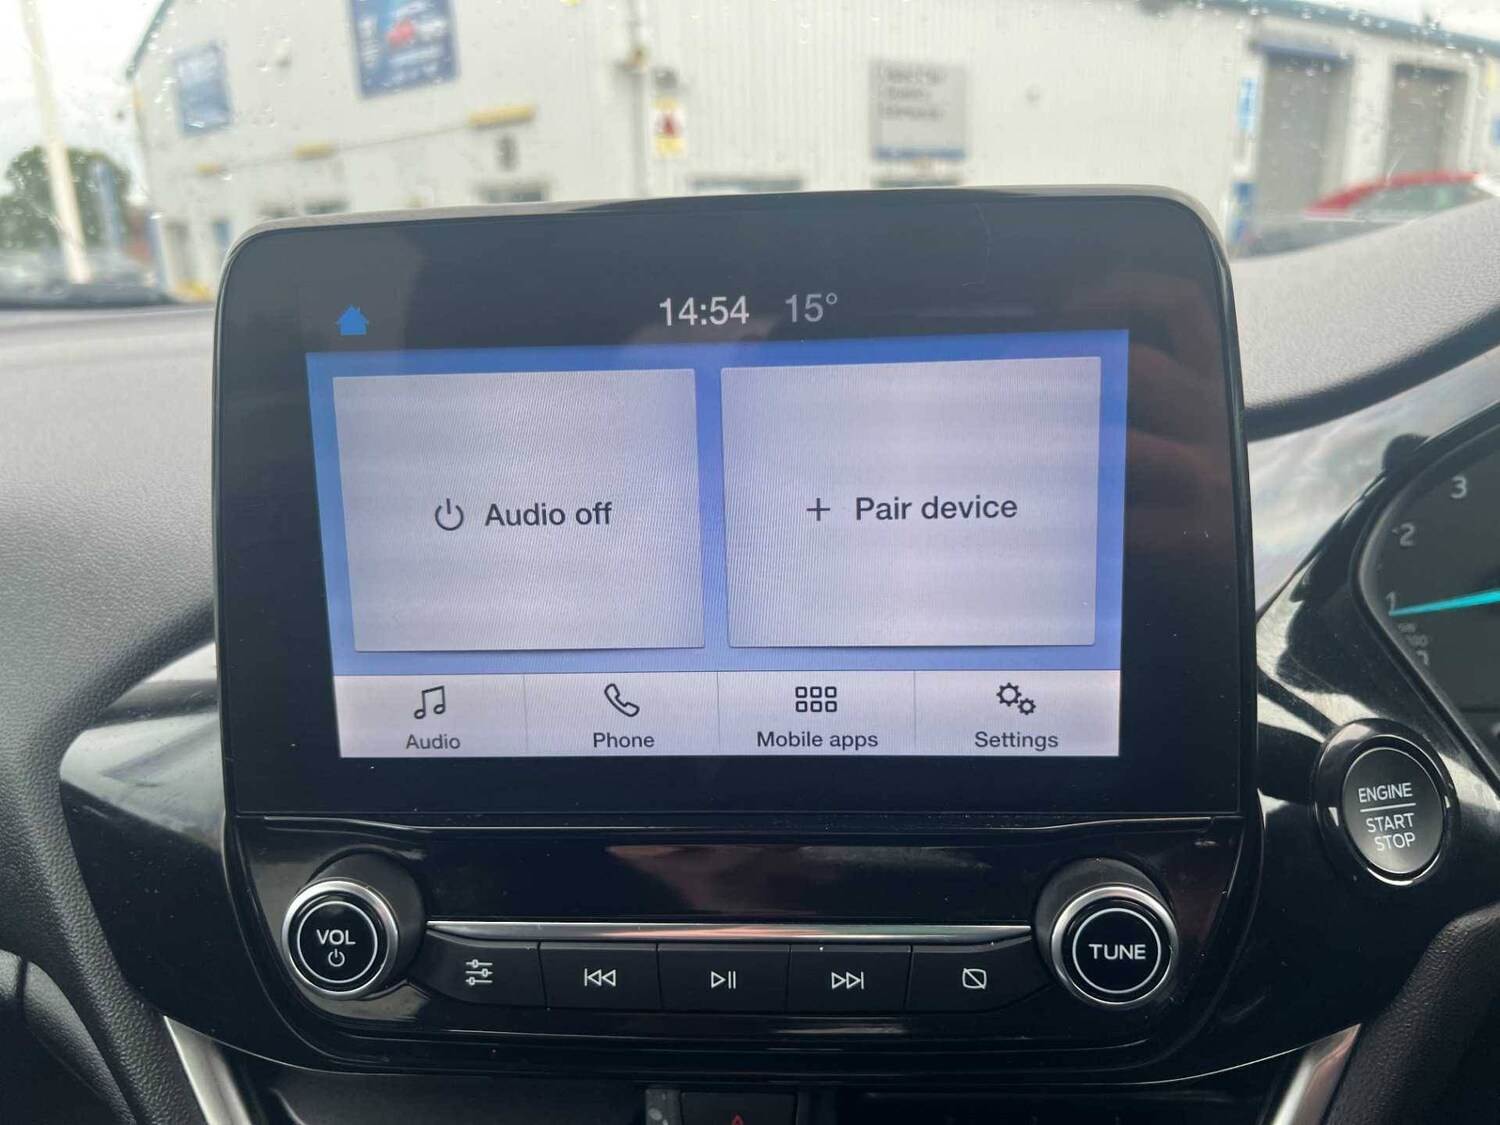 14:54 15°
Audio off
+ Pair device
Audio
Phone
Mobile apps
Settings
3
2
1
ENGINE
START
STOP
VOL
TUNE